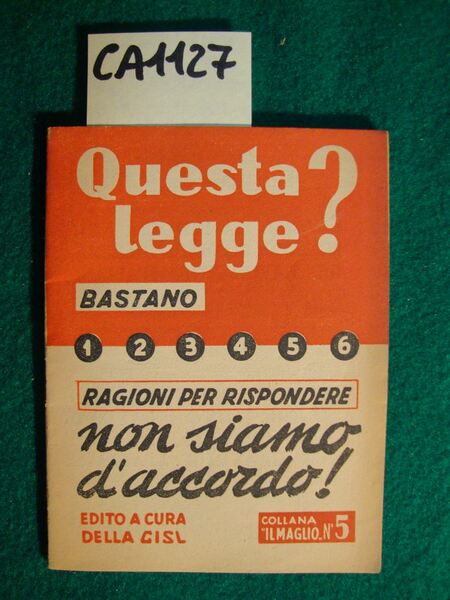 CA1127
Questa
legge?
BASTANO
1 2 3 4 5 6
RAGIONI PER RISPONDERE
non siamo
d'accordo!
EDITO A CURA
DELLA CISL
COLLANA
"IL MAGLIO„ N° 5